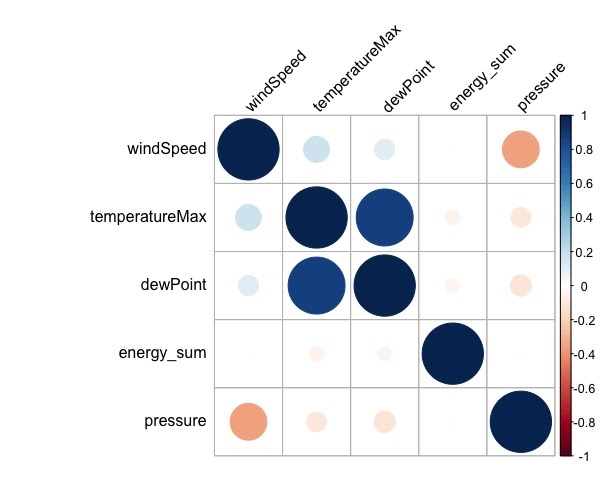 windSpeed
temperatureMax
dewPoint
energy_sum
pressure
windSpeed
temperatureMax
dewPoint
energy_sum
pressure
1
0.8
0.6
0.4
0.2
0
-0.2
-0.4
-0.6
-0.8
-1